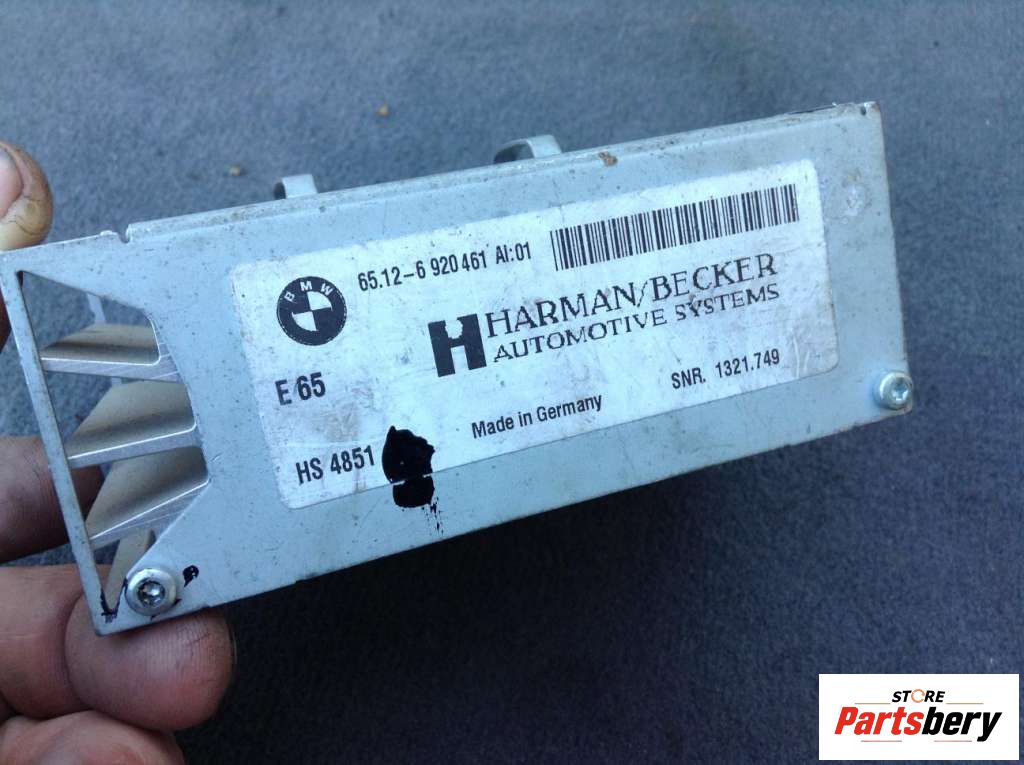 BMW
65.12-6 920 461 AI:01
HARMAN/BECKER
AUTOMOTIVE SYSTEMS
E 65
SNR. 1321.749
Made in Germany
HS 4851
STORE
Partsbery